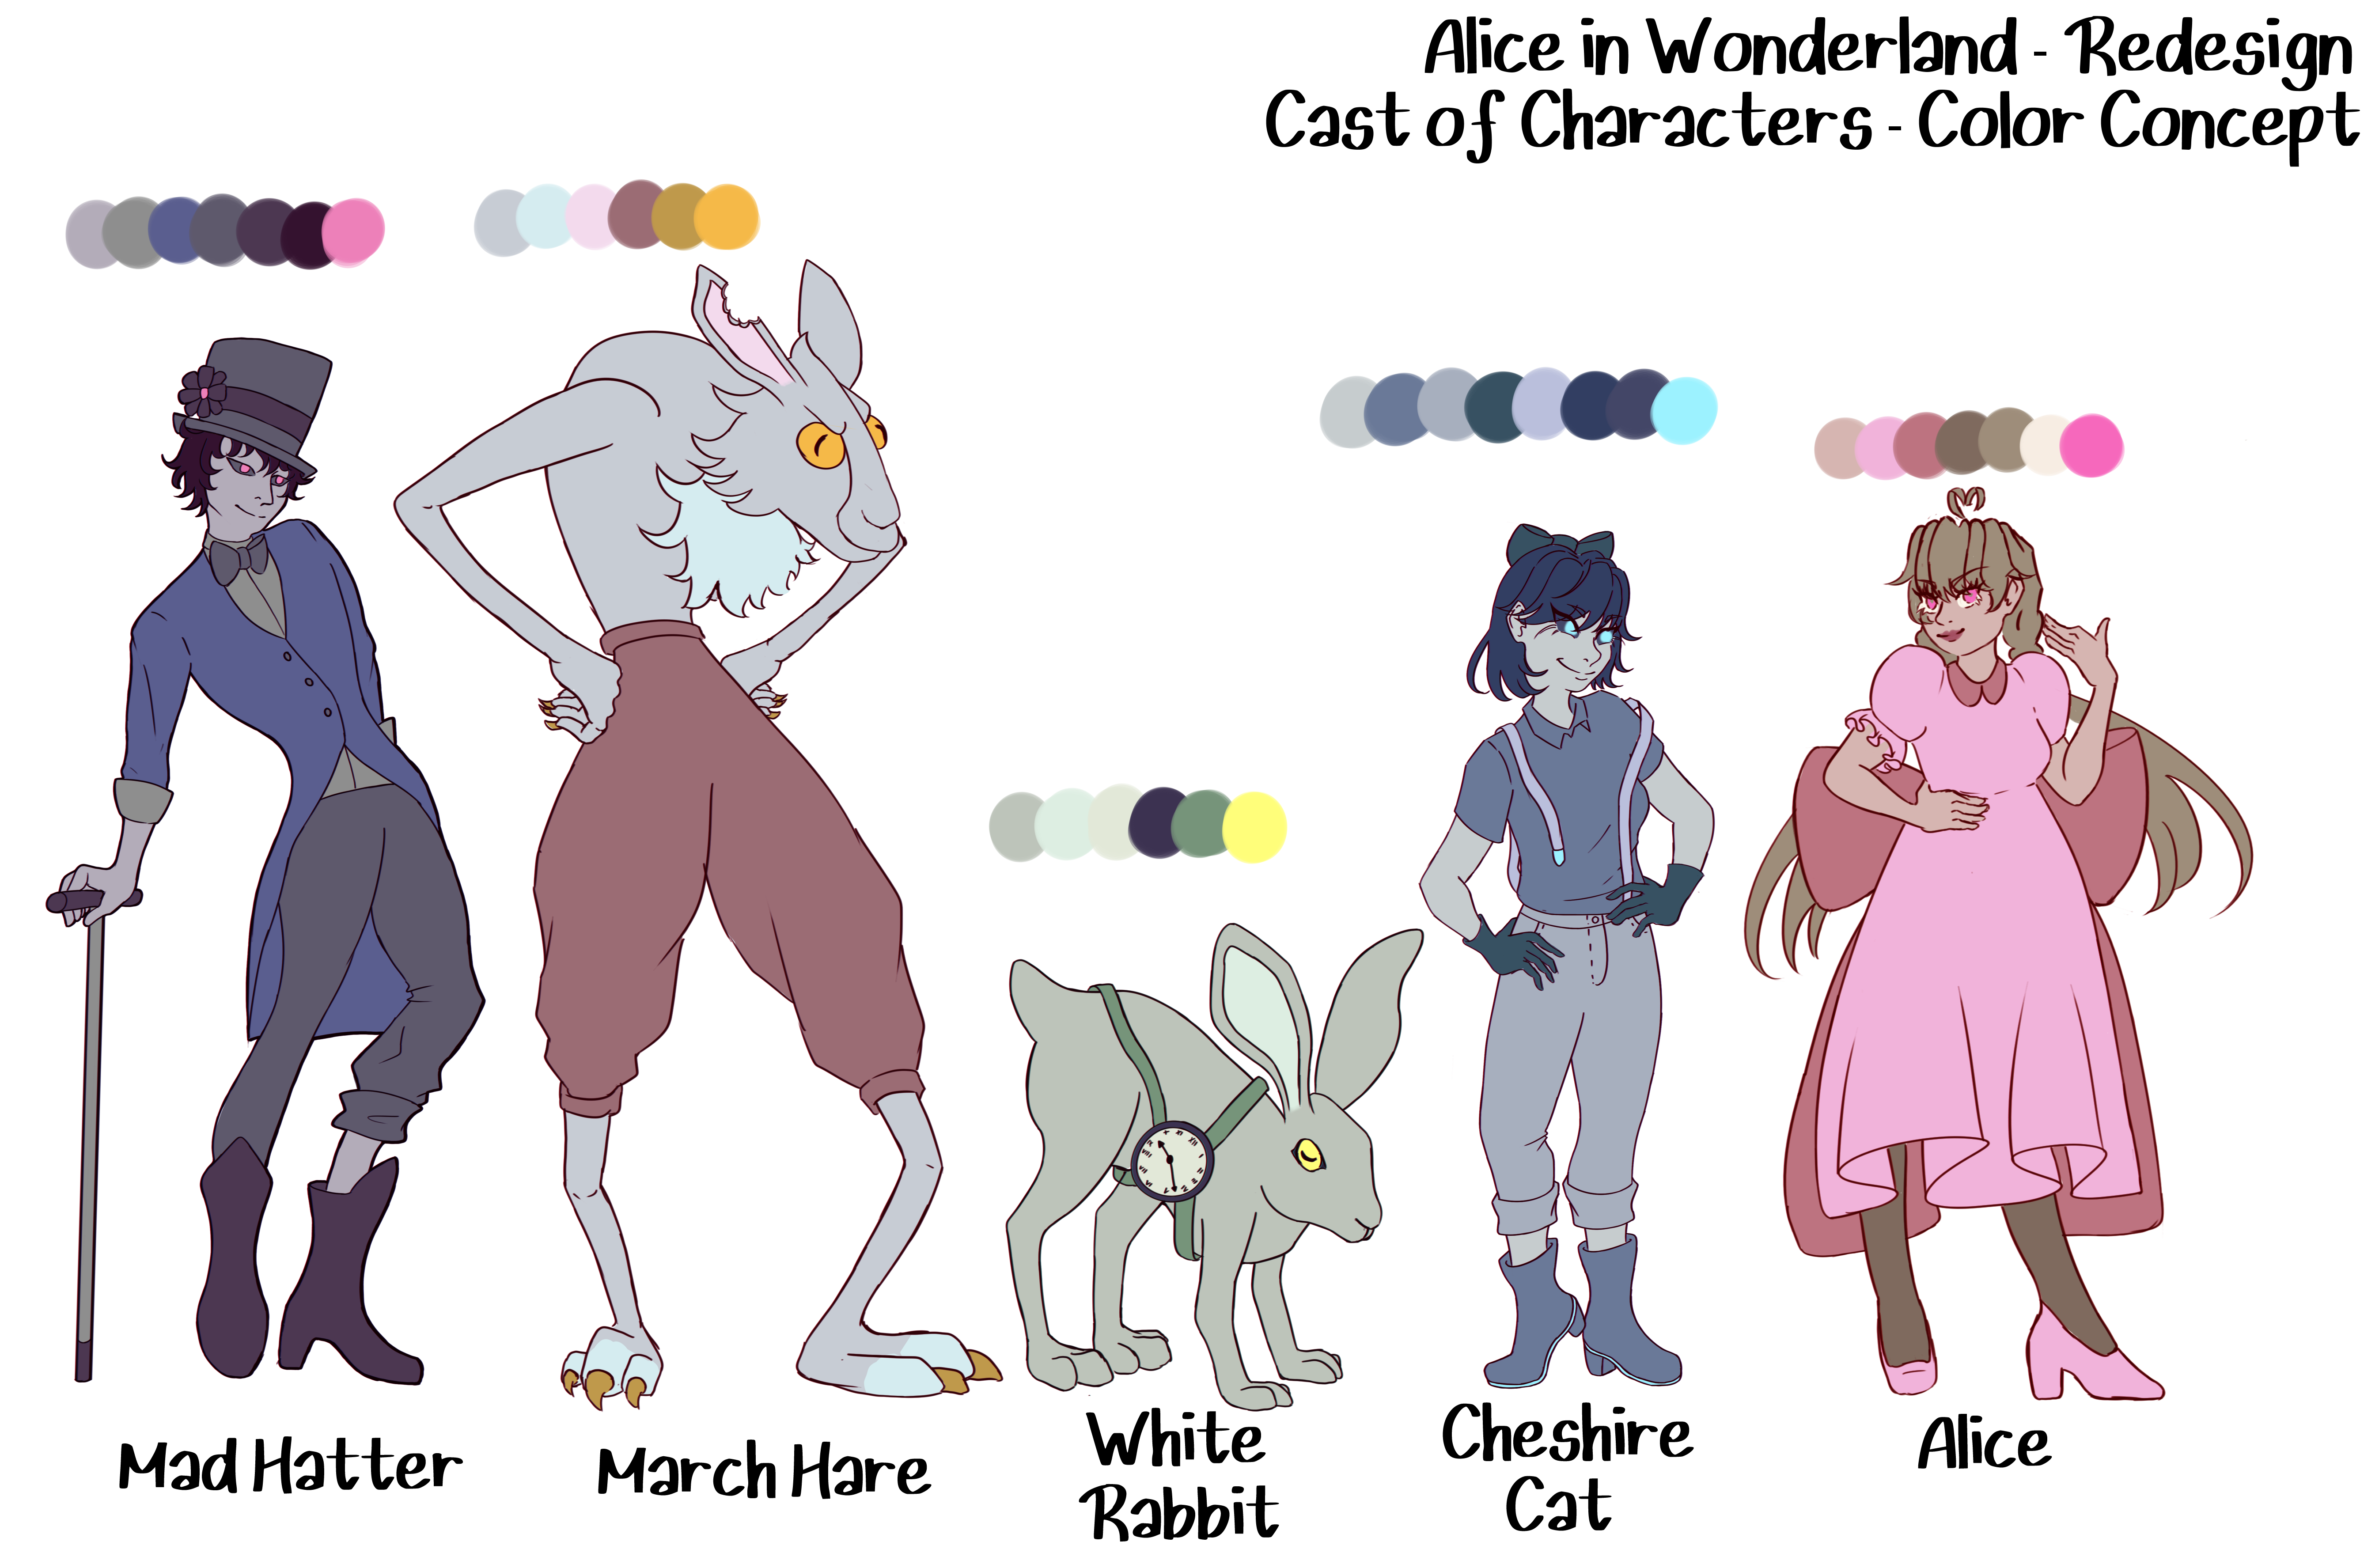 Alice in Wonderland - Redesign
Cast of Characters - Color Concept
Mad Hatter
March Hare
White
Rabbit
Cheshire
Cat
Alice